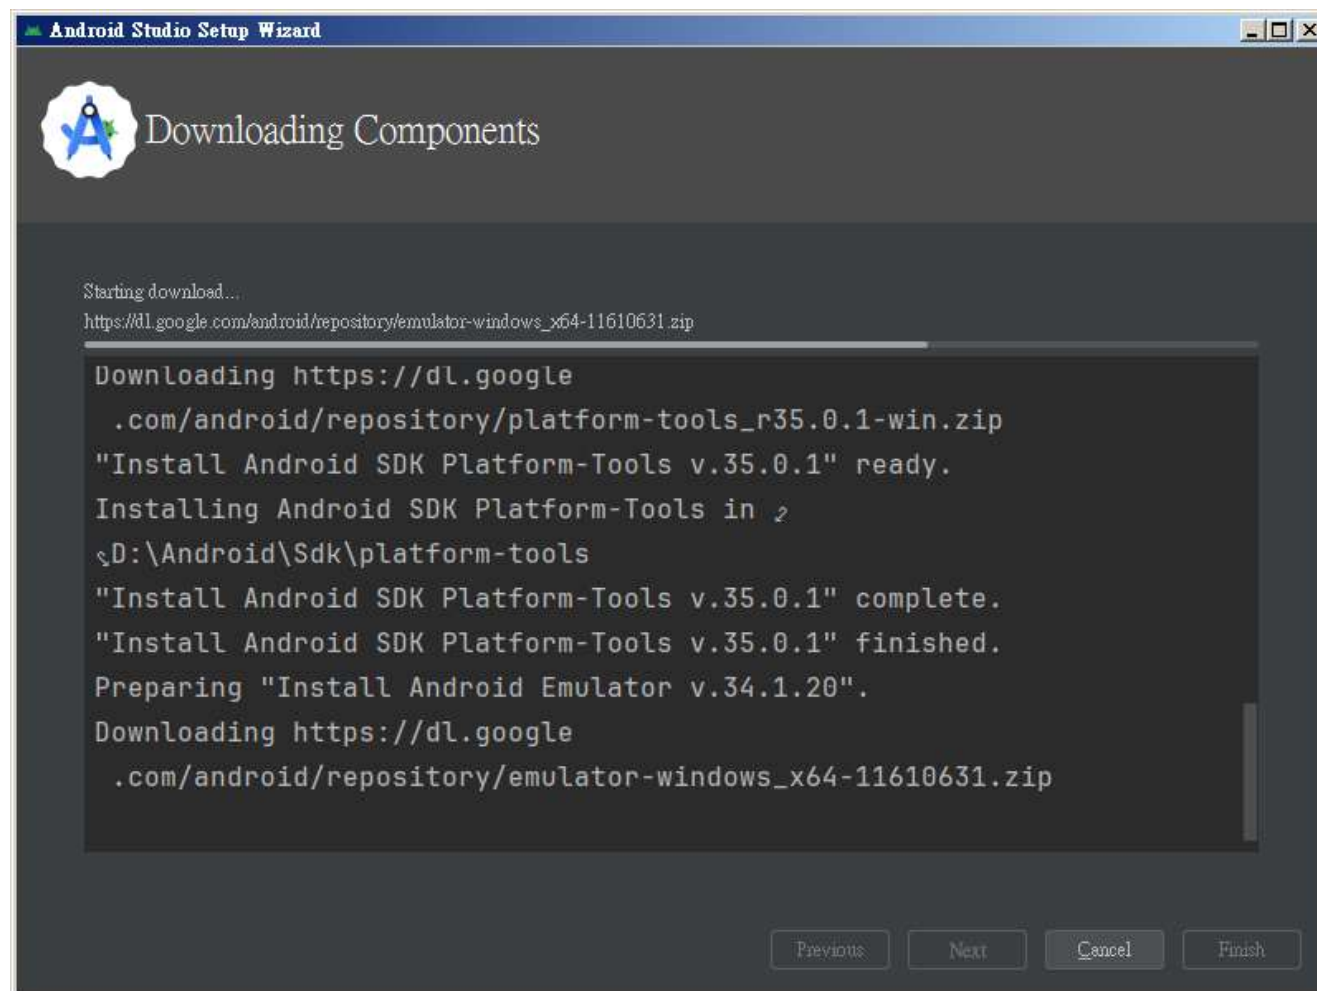 Android Studio Setup Wizard
Downloading Components
Starting download...
https://dl.google.com/android/repository/emulator-windows_x64-11610631.zip
Downloading https://dl.google
.com/android/repository/platform-tools_r35.0.1-win.zip
"Install Android SDK Platform-Tools v.35.0.1" ready.
Installing Android SDK Platform-Tools in
D:\Android\Sdk\platform-tools
"Install Android SDK Platform-Tools v.35.0.1" complete.
"Install Android SDK Platform-Tools v.35.0.1" finished.
Preparing "Install Android Emulator v.34.1.20".
Downloading https://dl.google
.com/android/repository/emulator-windows_x64-11610631.zip
Previous Next Cancel Finish